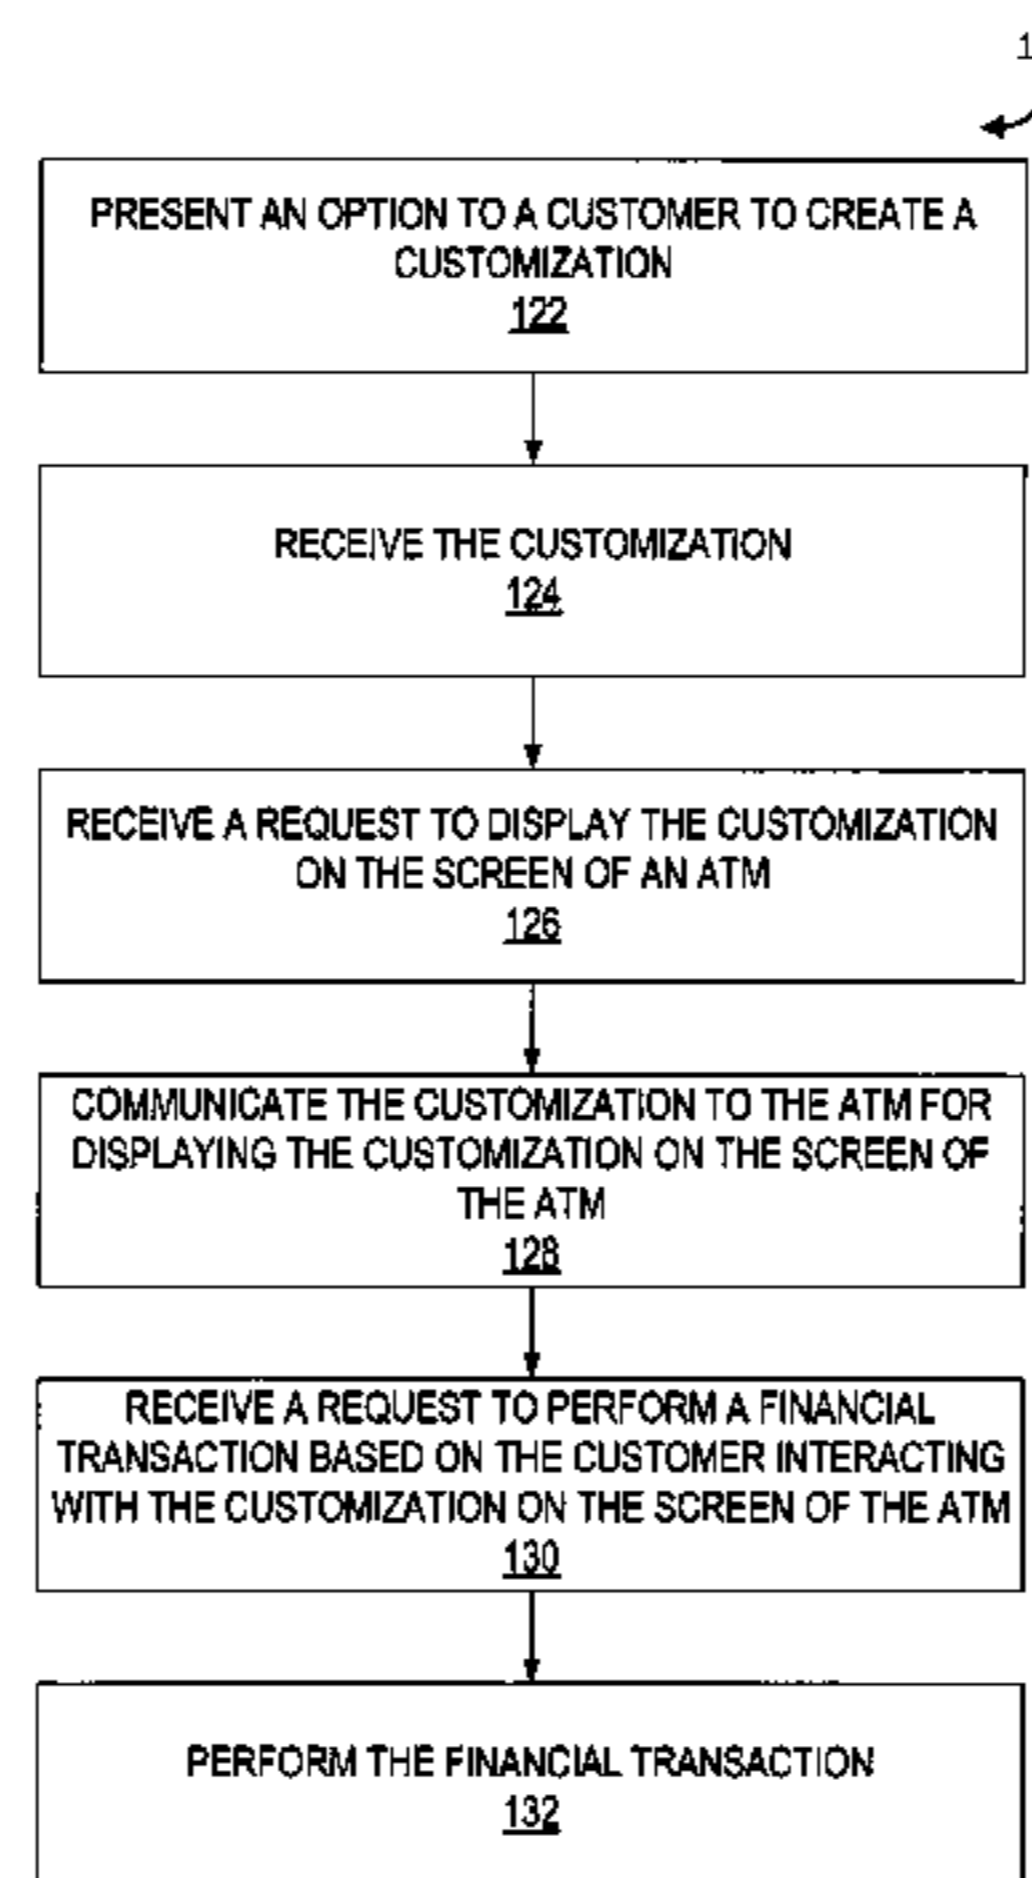 1
PRESENT AN OPTION TO A CUSTOMER TO CREATE A
CUSTOMIZATION
122
RECEIVE THE CUSTOMIZATION
124
RECEIVE A REQUEST TO DISPLAY THE CUSTOMIZATION
ON THE SCREEN OF AN ATM
126
COMMUNICATE THE CUSTOMIZATION TO THE ATM FOR
DISPLAYING THE CUSTOMIZATION ON THE SCREEN OF
THE ATM
128
RECEIVE A REQUEST TO PERFORM A FINANCIAL
TRANSACTION BASED ON THE CUSTOMER INTERACTING
WITH THE CUSTOMIZATION ON THE SCREEN OF THE ATM
130
PERFORM THE FINANCIAL TRANSACTION
132